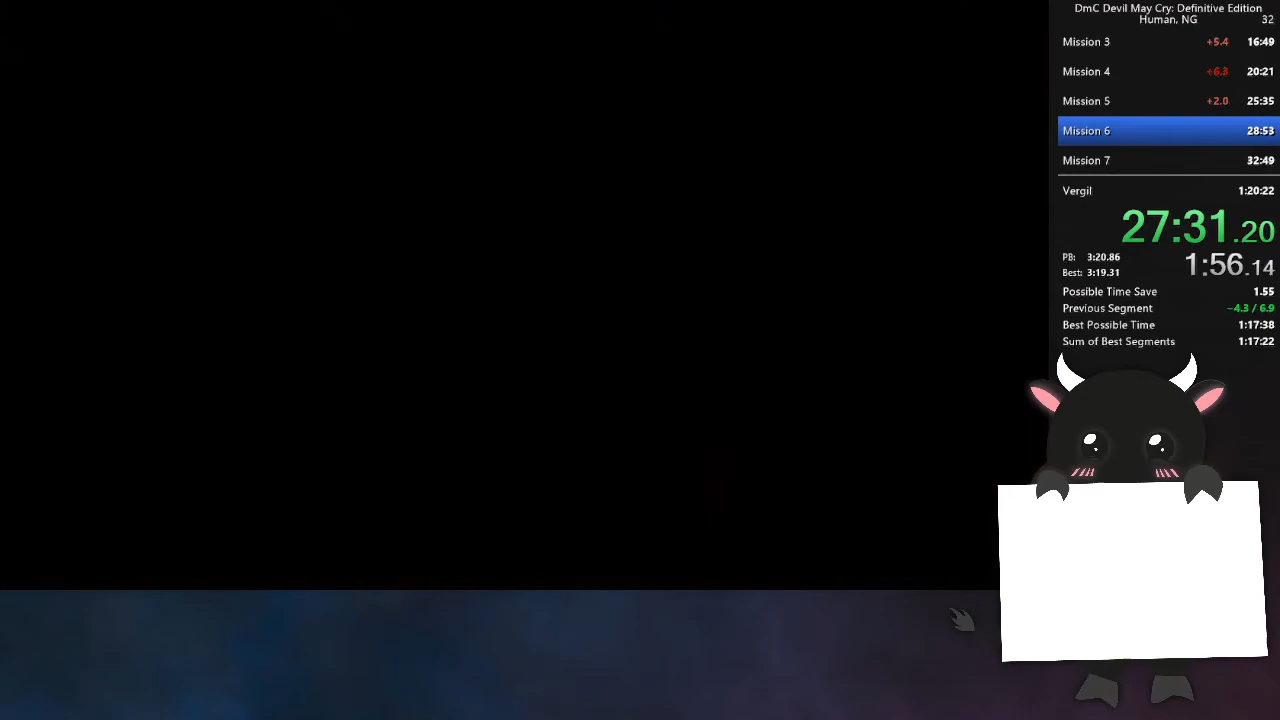 DmC Devil May Cry: Definitive Edition
Human, NG 32
Mission 3 +5.4 16:49
Mission 4 +6.3 20:21
Mission 5 +2.0 25:35
Mission 6 28:53
Mission 7 32:49
Vergil 1:20:22
27:31.20
PB: 3:20.86 1:56.14
Best: 3:19.31
Possible Time Save 1.55
Previous Segment −4.3 / 6.9
Best Possible Time 1:17:38
Sum of Best Segments 1:17:22